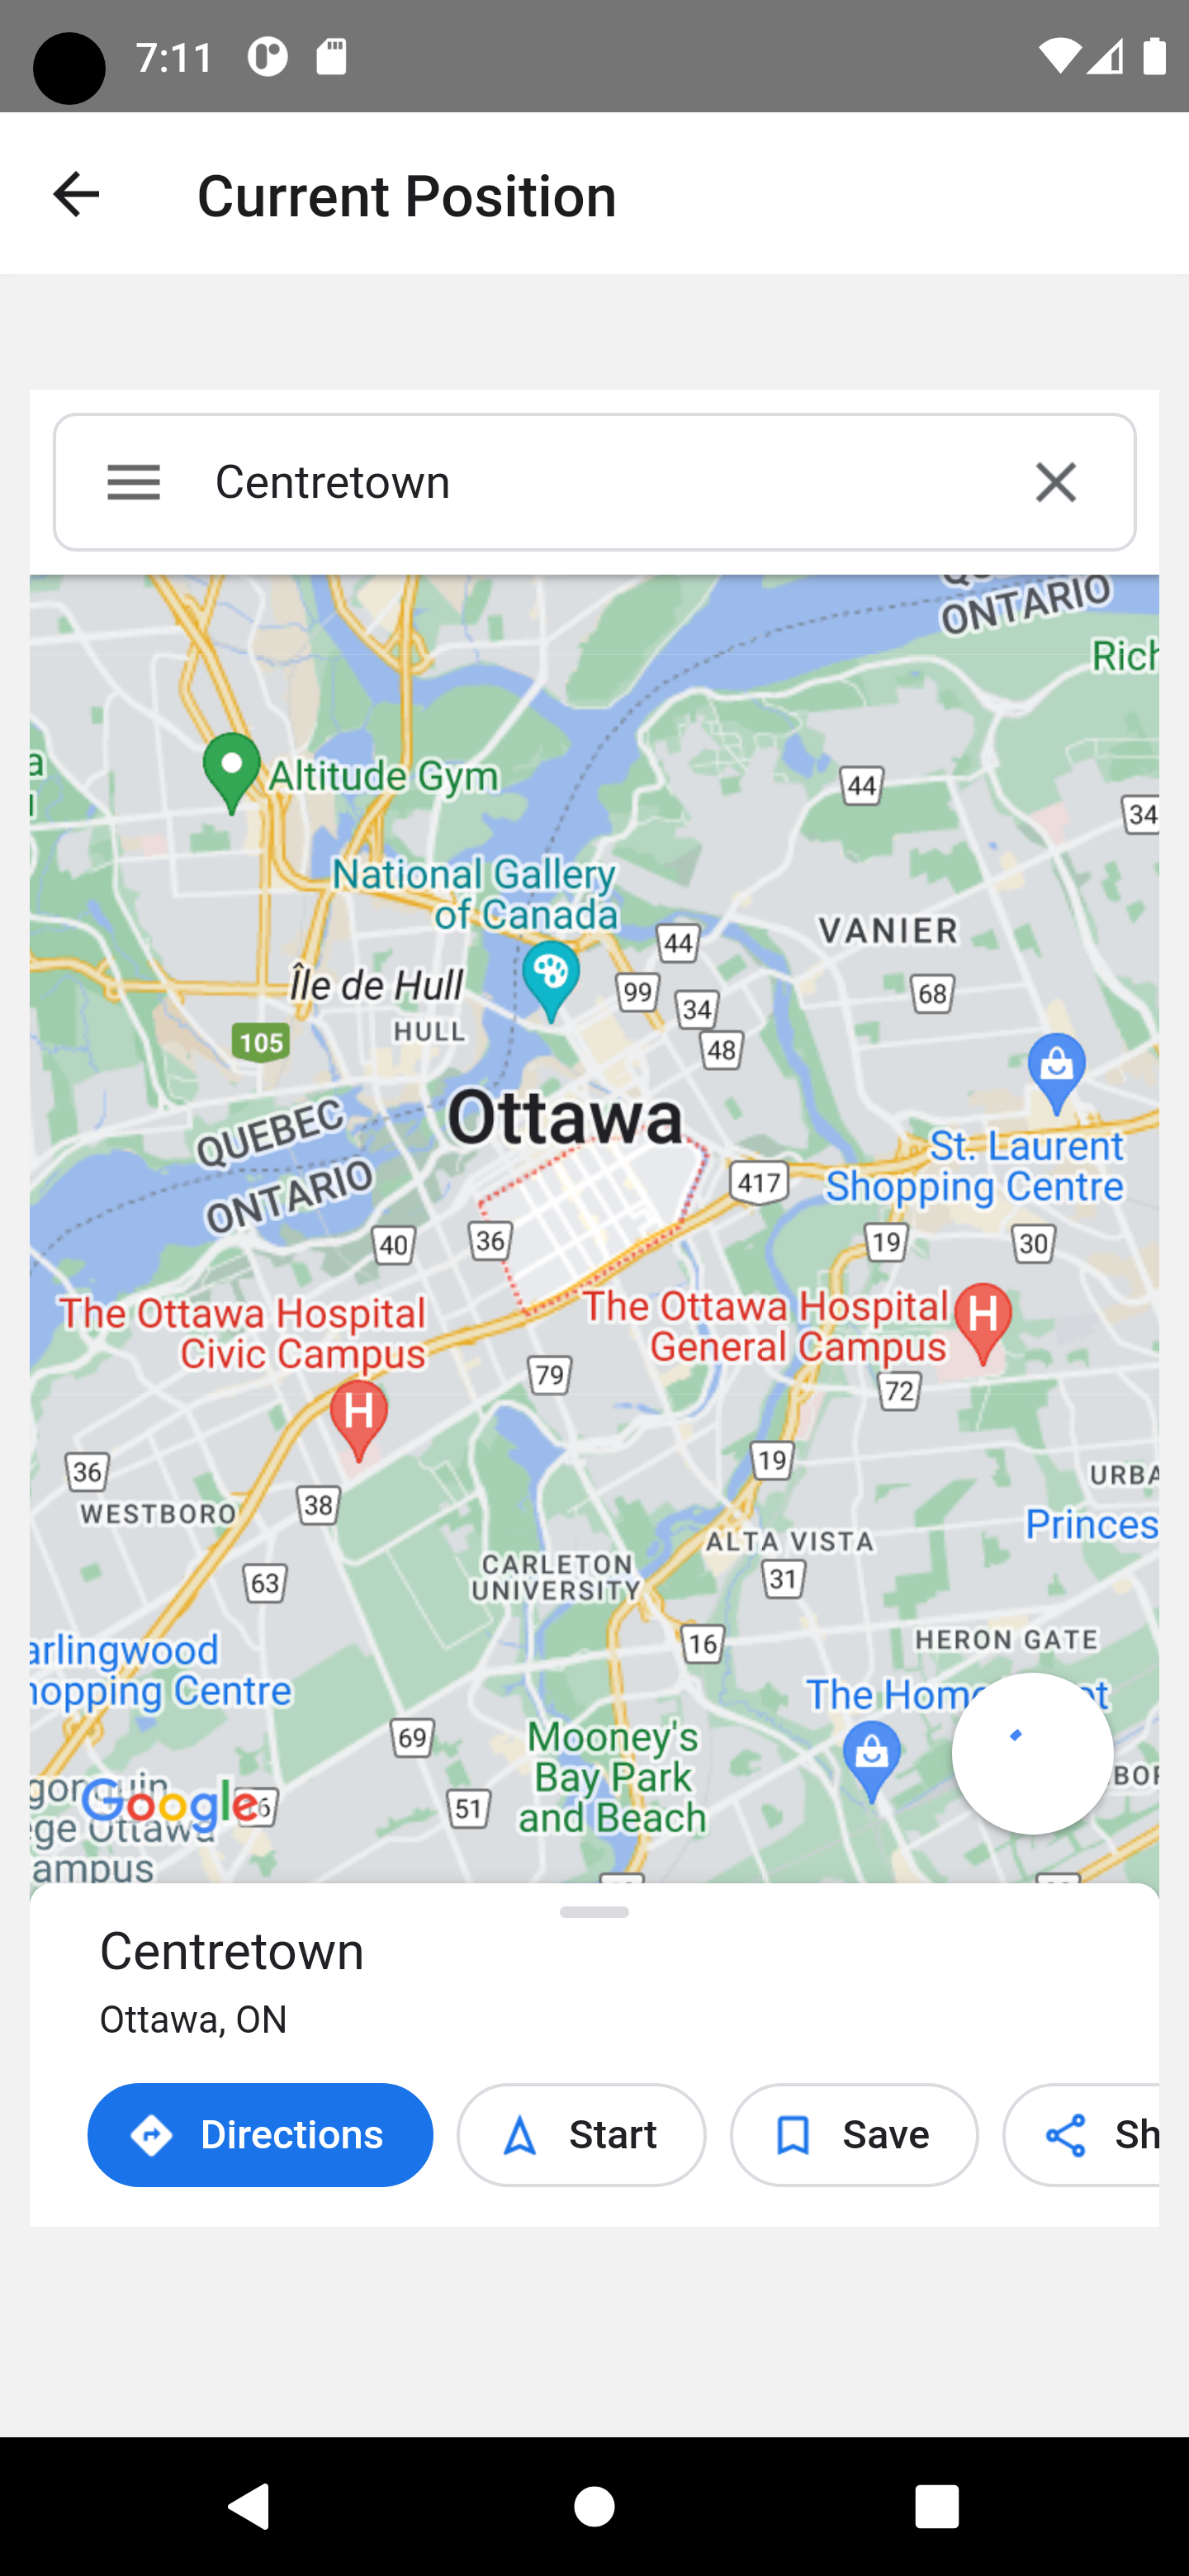 7:11
Current Position
Centretown
ONTARIO
Rich
Altitude Gym
44
34
National Gallery
of Canada
VANIER
44
Île de Hull
99
34
68
HULL
105
48
QUEBEC
Ottawa
St. Laurent
Shopping Centre
417
ONTARIO
40
36
19
30
The Ottawa Hospital
Civic Campus
The Ottawa Hospital
General Campus
79
72
36
19
URBA
WESTBORO
38
Princes
ALTA VISTA
CARLETON
UNIVERSITY
31
63
16
HERON GATE
arlingwood
hopping Centre
The Home
69
Mooney's
Bay Park
and Beach
51
Google
ampus
Centretown
Ottawa, ON
Directions
Start
Save
Sh